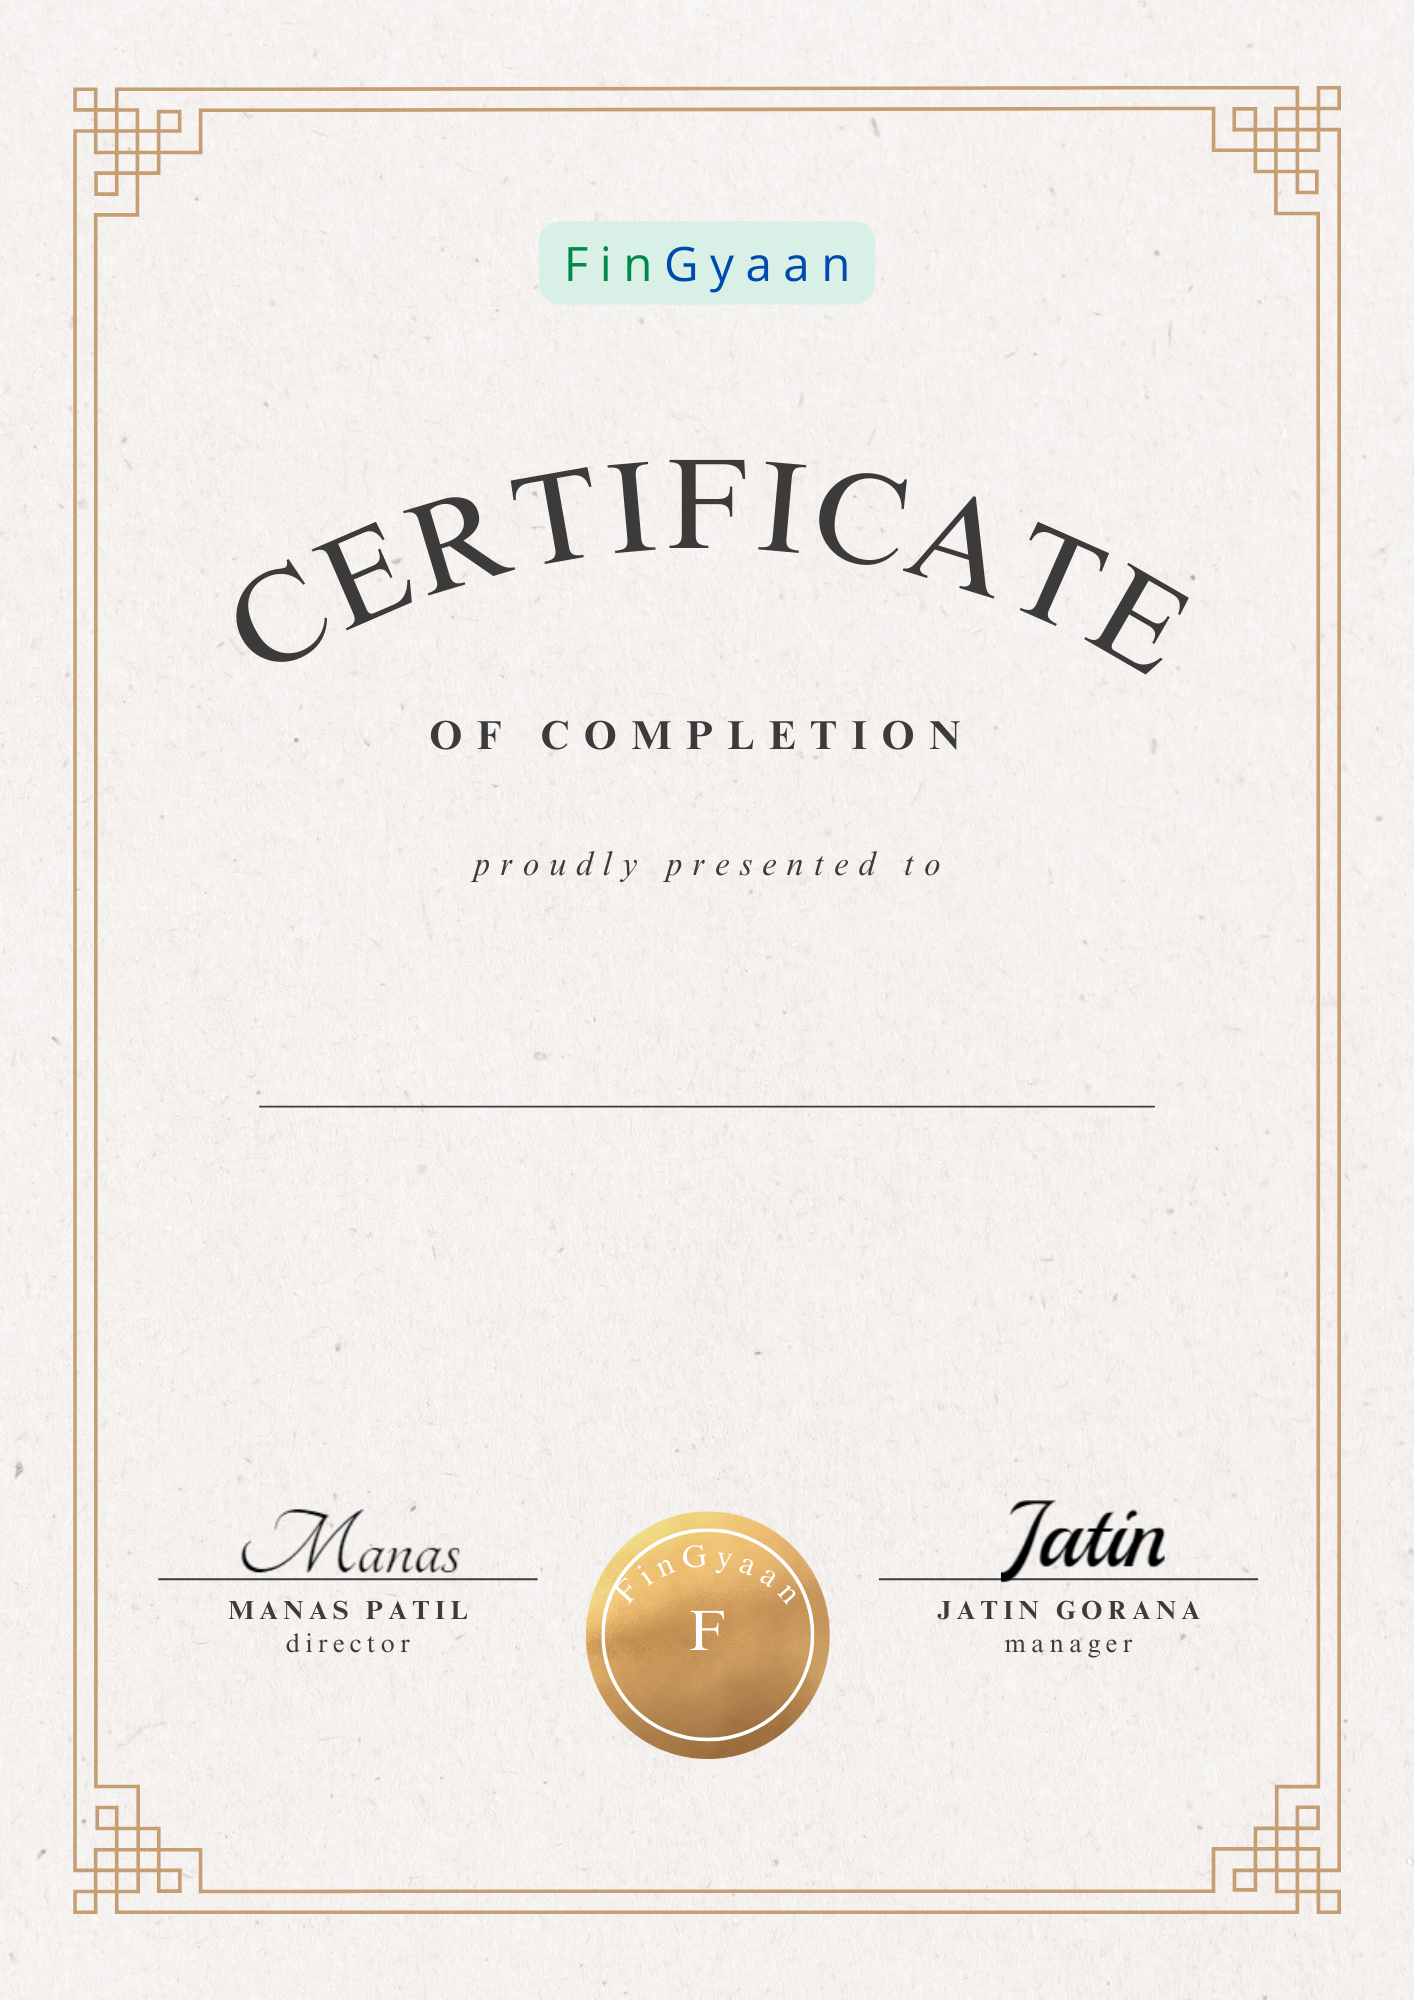 FinGyaan
CERTIFICATE
OF COMPLETION
proudly presented to
Manas
MANAS PATIL
director
FinGyaan
F
Jatin
JATIN GORANA
manager